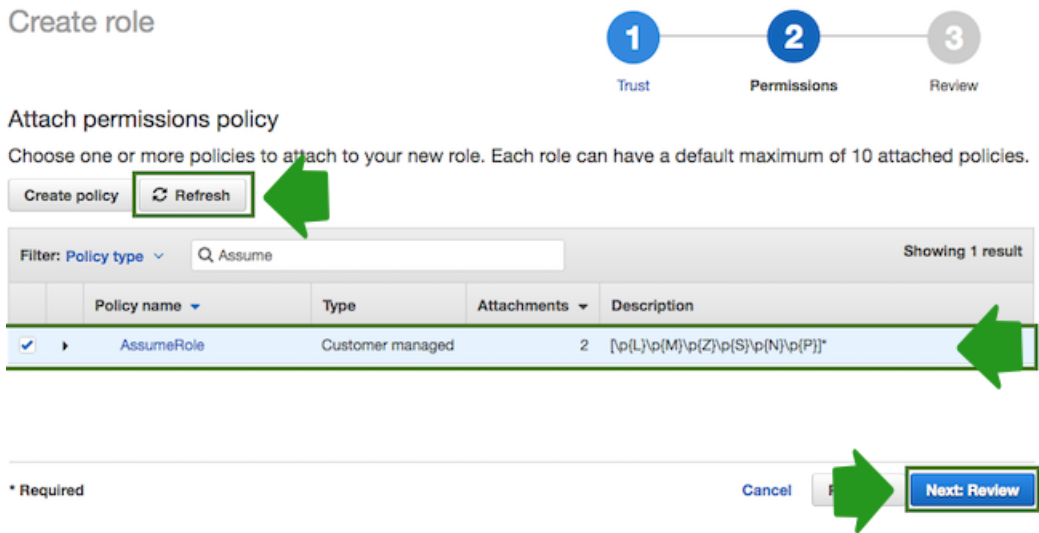 Create role
1
2
3
Trust
Permissions
Review
Attach permissions policy
Choose one or more policies to attach to your new role. Each role can have a default maximum of 10 attached policies.
Create policy
Refresh
Filter: Policy type
Assume
Showing 1 result
Policy name
Type
Attachments
Description
AssumeRole
Customer managed
2
[\p{L}\p{M}\p{Z}\p{S}\p{N}\p{P}]*
* Required
Cancel
Next: Review